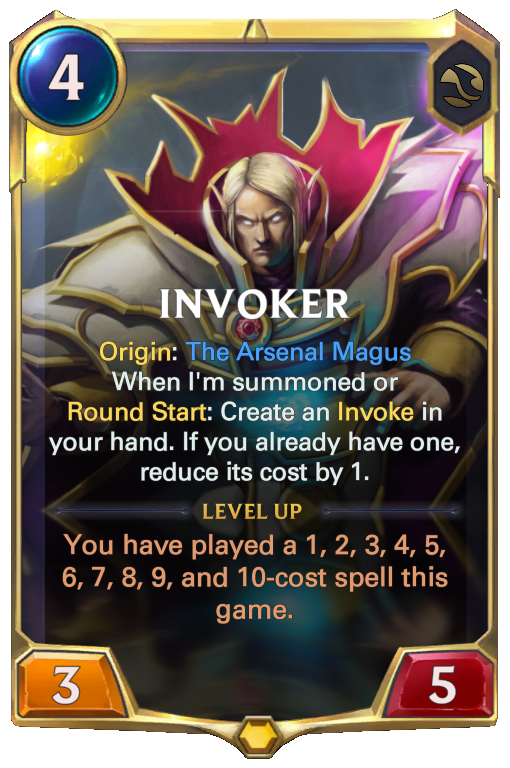 4
INVOKER
Origin: The Arsenal Magus
When I'm summoned or
Round Start: Create an Invoke in
your hand. If you already have one,
reduce its cost by 1.
LEVEL UP
You have played a 1, 2, 3, 4, 5,
6, 7, 8, 9, and 10-cost spell this
game.
3
5